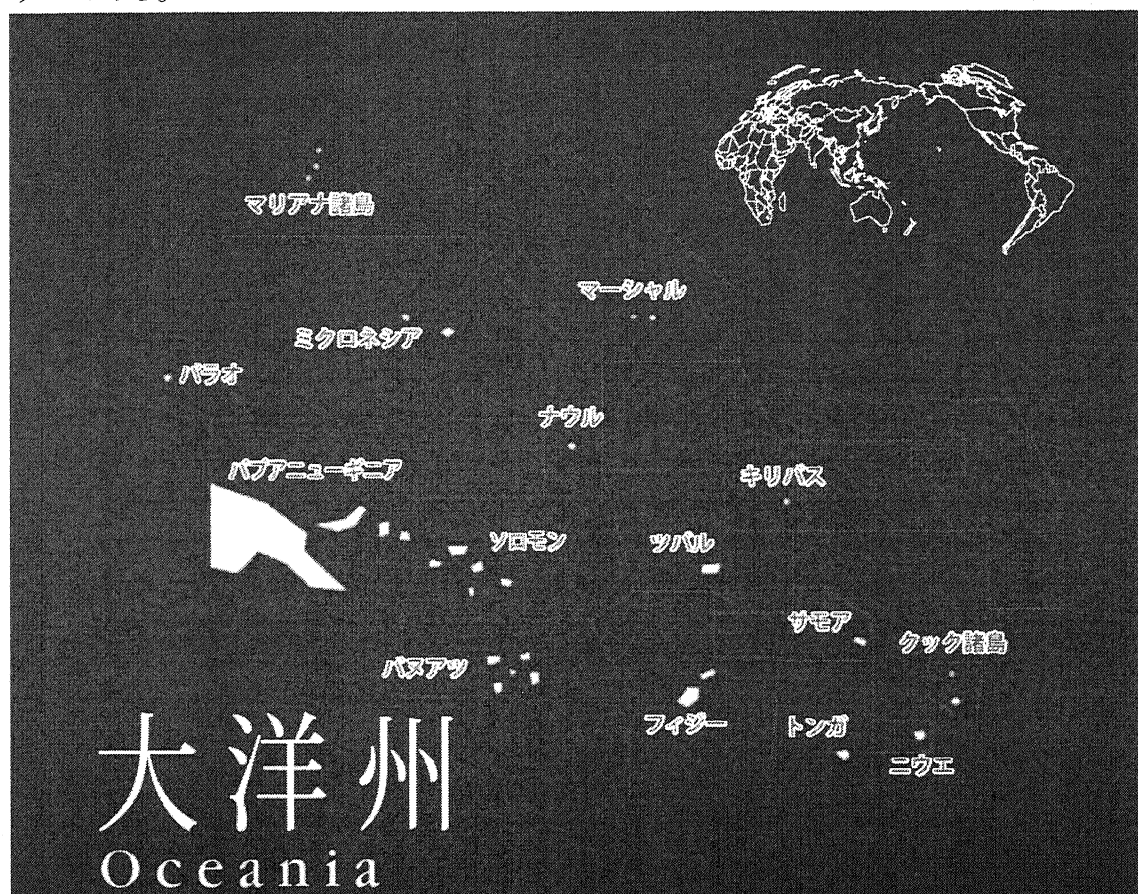 マリアナ諸島
マーシャル
ミクロネシア
パラオ
ナウル
パプアニューギニア
キリバス
ソロモン
ツバル
サモア
クック諸島
バヌアツ
フィジー
トンガ
ニウエ
大洋州
Oceania